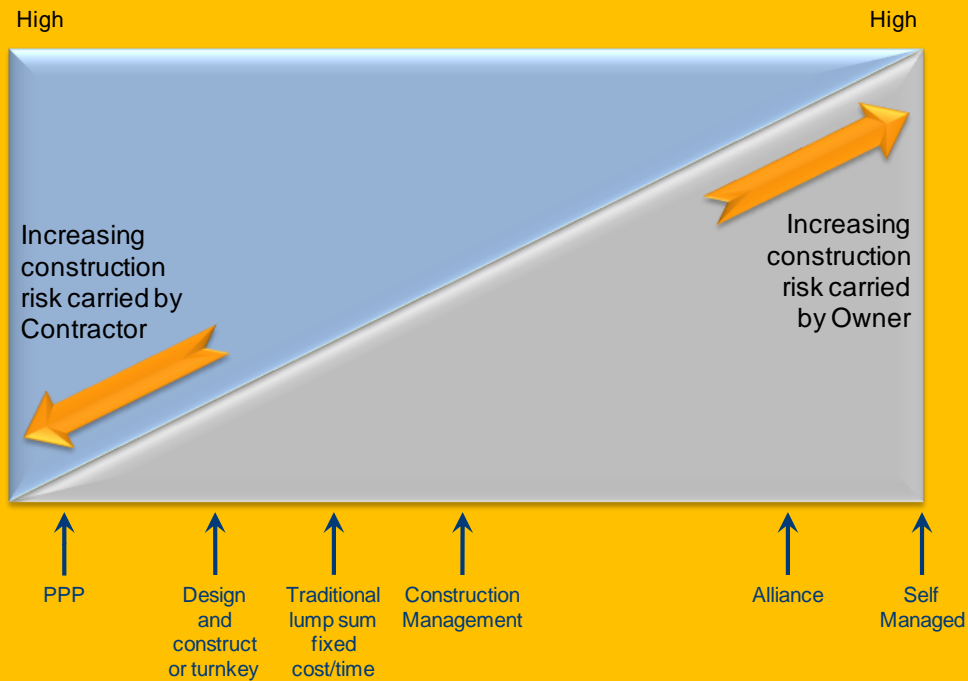 High
High
Increasing
construction
risk carried by
Contractor
Increasing
construction
risk carried
by Owner
PPP
Design
and
construct
or turnkey
Traditional
lump sum
fixed
cost/time
Construction
Management
Alliance
Self
Managed